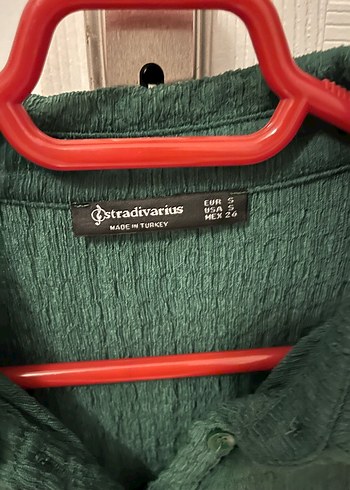 stradivarius
MADE IN TURKEY
EUR S
USA S
MEX 26